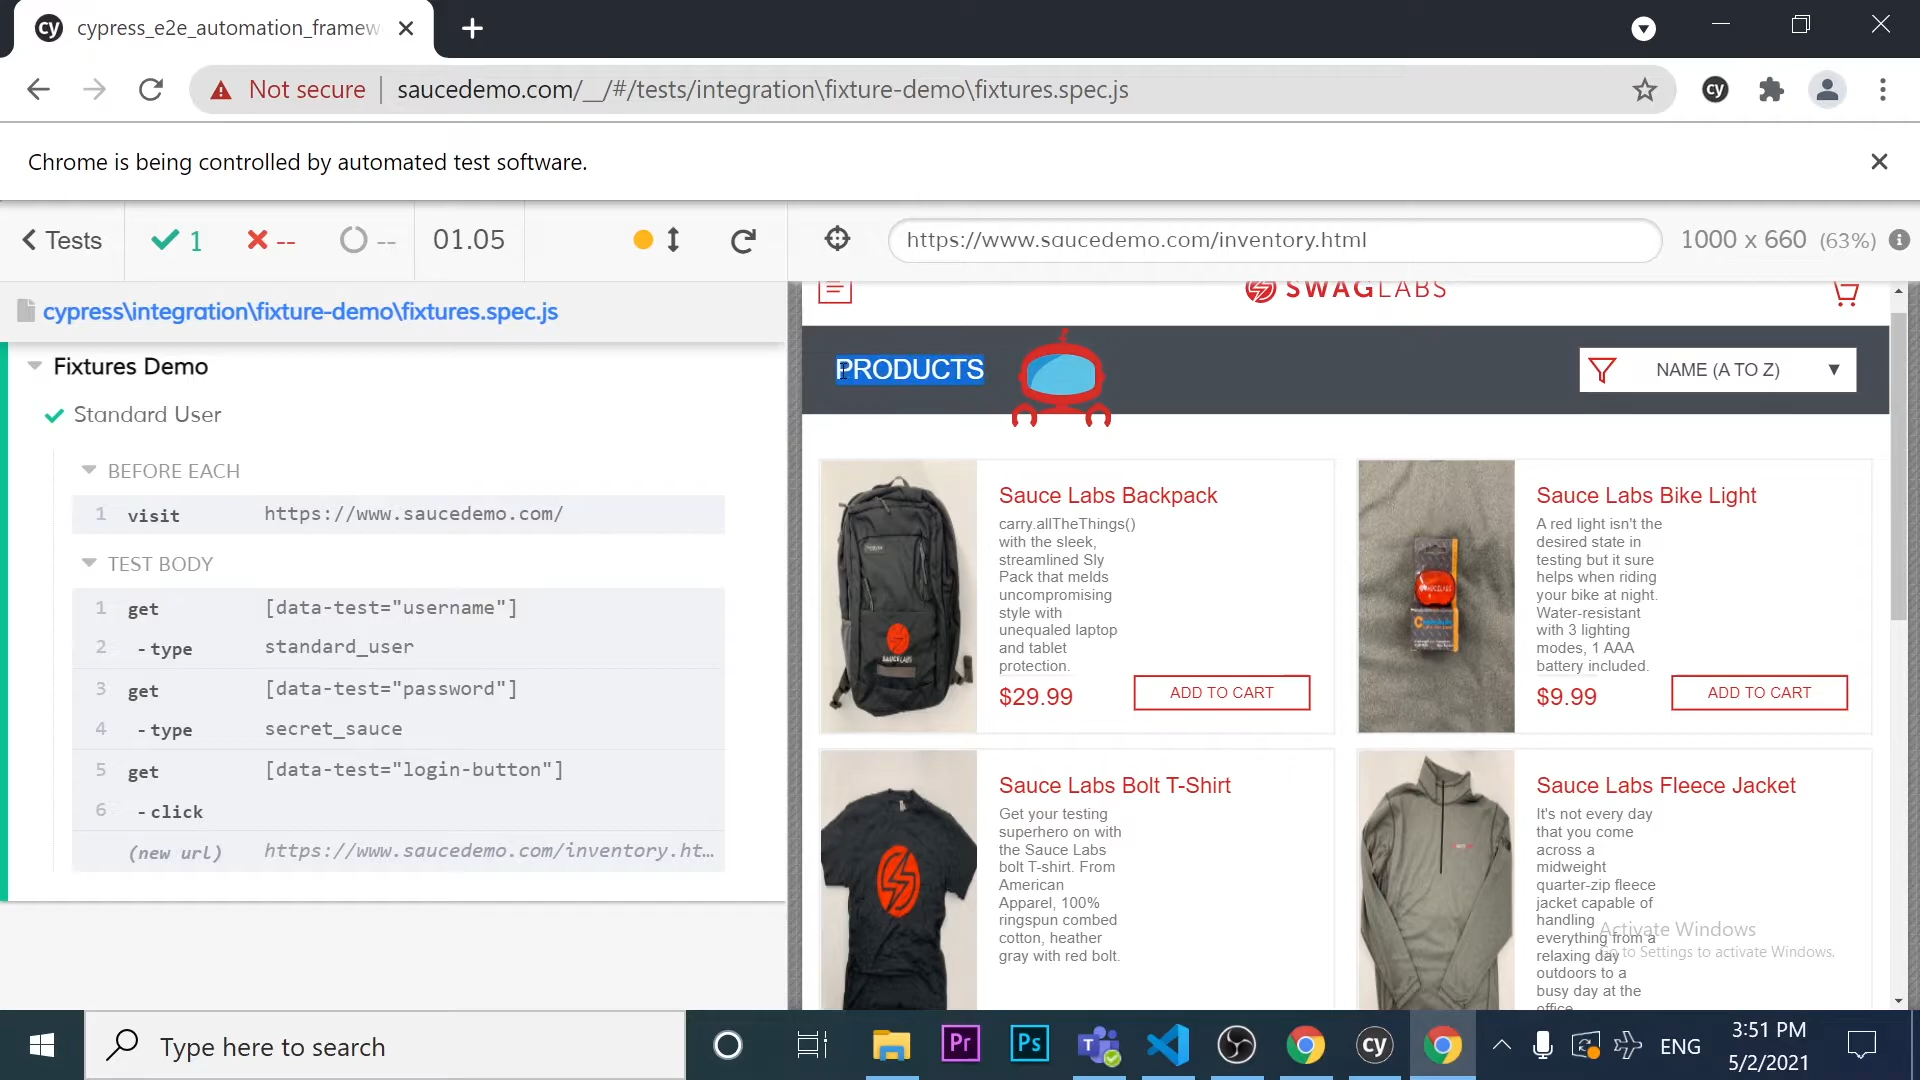 cypress_e2e_automation_framew
Not secure
saucedemo.com/__/#/tests/integration\fixture-demo\fixtures.spec.js
Chrome is being controlled by automated test software.
Tests
1
--
--
01.05
https://www.saucedemo.com/inventory.html
1000 x 660 (63%)
cypress\integration\fixture-demo\fixtures.spec.js
Fixtures Demo
Standard User
BEFORE EACH
1 visit https://www.saucedemo.com/
TEST BODY
1 get [data-test="username"]
2 -type standard_user
3 get [data-test="password"]
4 -type secret_sauce
5 get [data-test="login-button"]
6 -click
(new url) https://www.saucedemo.com/inventory.ht...
SWAGLABS
PRODUCTS
NAME (A TO Z)
Sauce Labs Backpack
carry.allTheThings()
with the sleek,
streamlined Sly
Pack that melds
uncompromising
style with
unequaled laptop
and tablet
protection.
$29.99
ADD TO CART
Sauce Labs Bike Light
A red light isn't the
desired state in
testing but it sure
helps when riding
your bike at night.
Water-resistant
with 3 lighting
modes, 1 AAA
battery included.
$9.99
ADD TO CART
Sauce Labs Bolt T-Shirt
Get your testing
superhero on with
the Sauce Labs
bolt T-shirt. From
American
Apparel, 100%
ringspun combed
cotton, heather
gray with red bolt.
Sauce Labs Fleece Jacket
It's not every day
that you come
across a
midweight
quarter-zip fleece
jacket capable of
handling
everything from a
relaxing day
outdoors to a
busy day at the
office
Activate Windows
Go to Settings to activate Windows.
Type here to search
ENG
3:51 PM
5/2/2021